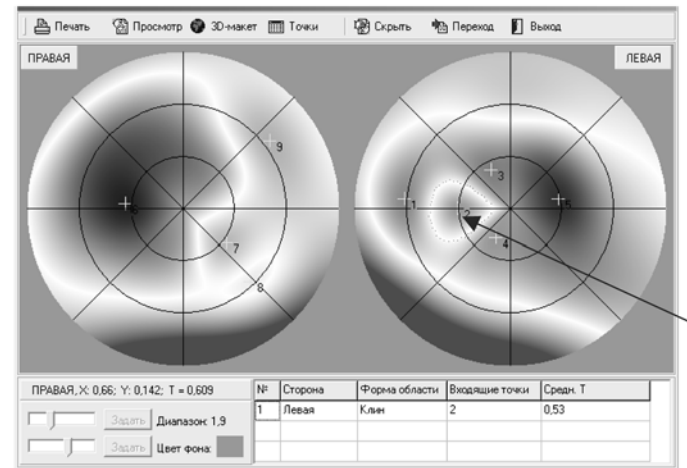 Печать Просмотр 3D-макет Точки Скрыть Переход Выход
ПРАВАЯ ЛЕВАЯ
9
3
1
6
2
5
4
7
8
ПРАВАЯ, X: 0,66; Y: 0,142; T = 0,609
№ Сторона Форма области Входящие точки Средн. Т
1 Левая Клин 2 0,53
Задать Диапазон: 1,9
Задать Цвет фона: